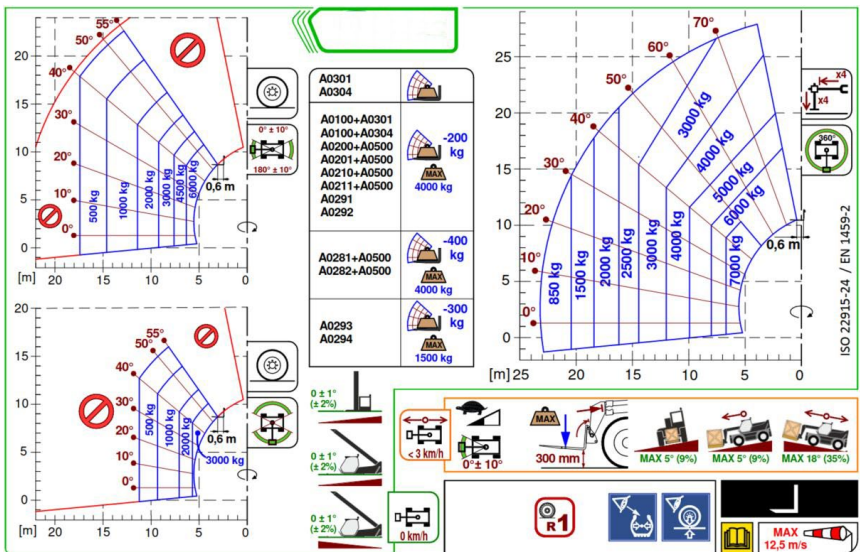 20
15
10
5
0
[m]
20
15
10
5
0
55°
50°
40°
30°
20°
10°
0°
500 kg
1000 kg
2000 kg
3000 kg
4500 kg
6000 kg
0,6 m
0° ± 10°
180° ± 10°
20
15
10
5
0
[m]
20
15
10
5
0
55°
50°
40°
30°
20°
10°
0°
500 kg
1000 kg
2000 kg
3000 kg
0,6 m
A0301
A0304
A0100+A0301
A0100+A0304
A0200+A0500
A0201+A0500
A0210+A0500
A0211+A0500
A0291
A0292
-200
kg
MAX
4000 kg
A0281+A0500
A0282+A0500
-400
kg
MAX
4000 kg
A0293
A0294
-300
kg
MAX
1500 kg
25
20
15
10
5
0
[m]
25
20
15
10
5
0
70°
60°
50°
40°
30°
20°
10°
0°
850 kg
1500 kg
2000 kg
2500 kg
3000 kg
4000 kg
3000 kg
4000 kg
5000 kg
6000 kg
7000 kg
0,6 m
x4
x4
360°
ISO 22915-24 / EN 1459-2
0 ± 1°
(± 2%)
0 ± 1°
(± 2%)
0 ± 1°
(± 2%)
< 3 km/h
0°± 10°
MAX
300 mm
MAX 5° (9%)
MAX 5° (9%)
MAX 18° (35%)
0 km/h
R1
MAX
12,5 m/s